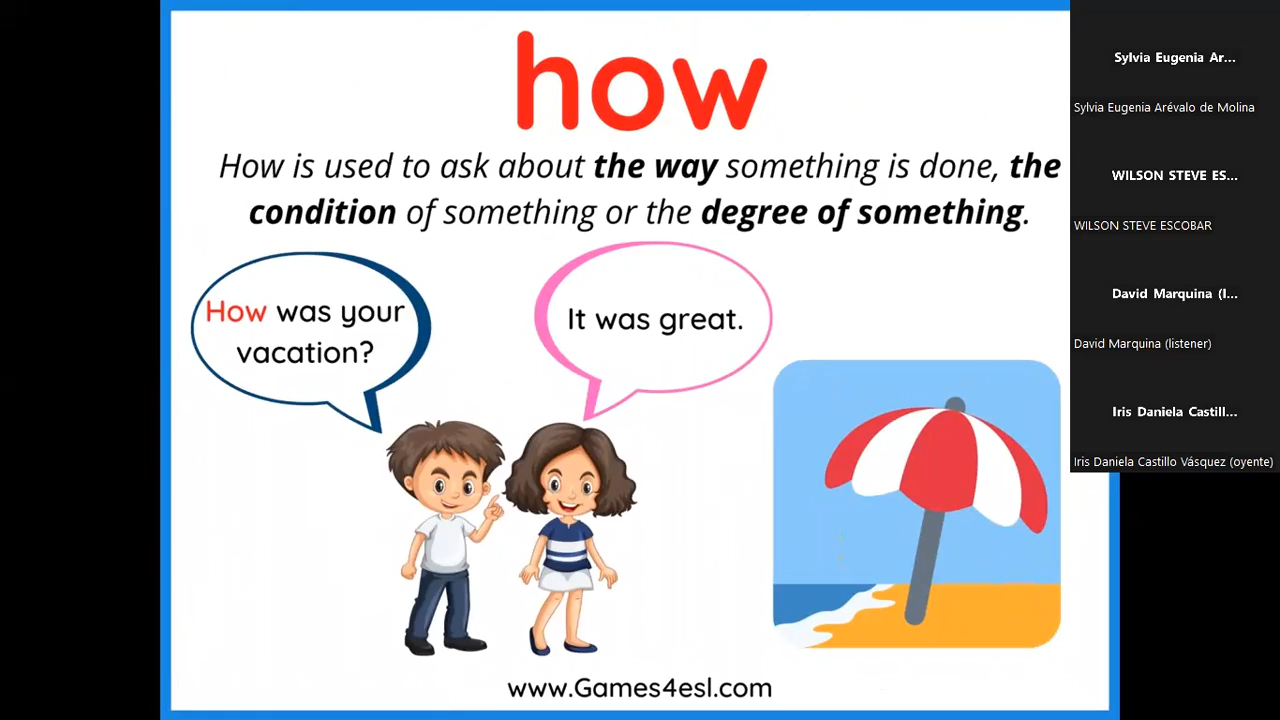 how
How is used to ask about the way something is done, the
condition of something or the degree of something.
How was your
vacation?
It was great.
www.Games4esl.com
Sylvia Eugenia Ar...
Sylvia Eugenia Arévalo de Molina
WILSON STEVE ES...
WILSON STEVE ESCOBAR
David Marquina (l...
David Marquina (listener)
Iris Daniela Castill...
Iris Daniela Castillo Vásquez (oyente)